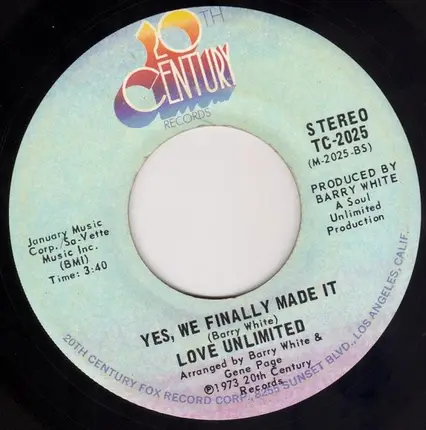 20TH
CENTURY
RECORDS
STEREO
TC-2025
(M-2025-BS)
PRODUCED BY
BARRY WHITE
A Soul
Unlimited
Production
January Music
Corp./Sa-Vette
Music Inc.
(BMI)
Time: 3:40
YES, WE FINALLY MADE IT
(Barry White)
LOVE UNLIMITED
Arranged by Barry White &
Gene Page
℗1973 20th Century
Records
20TH CENTURY FOX RECORD CORP., 8255 SUNSET BLVD., LOS ANGELES, CALIF.